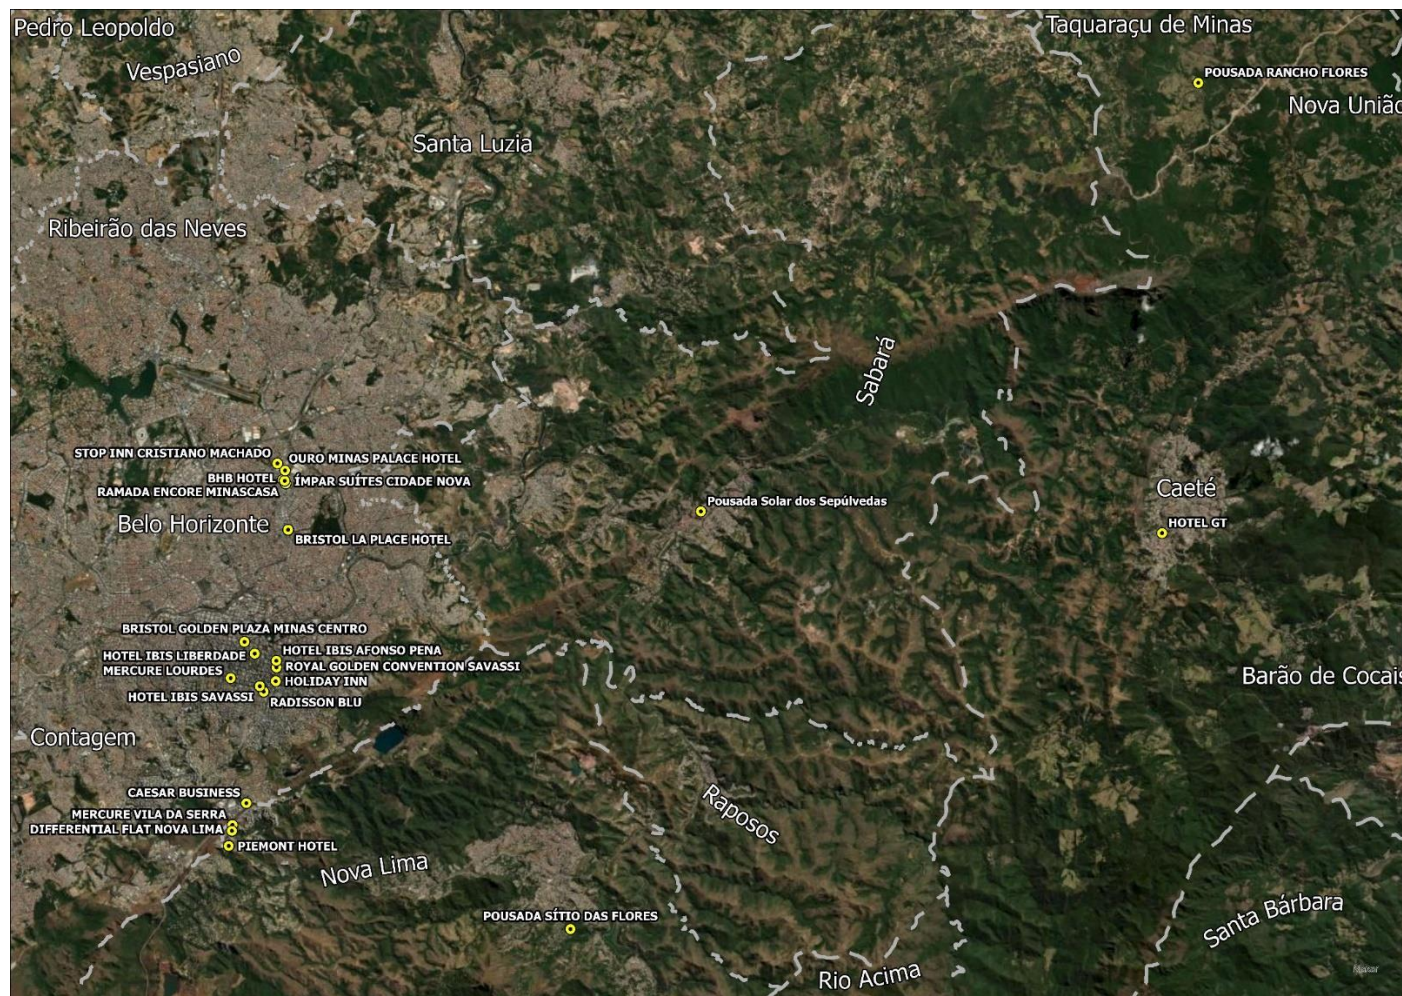 Pedro Leopoldo
Taquaraçu de Minas
Vespasiano
POUSADA RANCHO FLORES
Nova União
Santa Luzia
Ribeirão das Neves
Sabará
STOP INN CRISTIANO MACHADO
OURO MINAS PALACE HOTEL
BHB HOTEL
ÍMPAR SUÍTES CIDADE NOVA
RAMADA ENCORE MINASCASA
Caeté
Pousada Solar dos Sepúlvedas
Belo Horizonte
HOTEL GT
BRISTOL LA PLACE HOTEL
BRISTOL GOLDEN PLAZA MINAS CENTRO
HOTEL IBIS AFONSO PENA
HOTEL IBIS LIBERDADE
ROYAL GOLDEN CONVENTION SAVASSI
MERCURE LOURDES
HOLIDAY INN
Barão de Cocais
HOTEL IBIS SAVASSI
RADISSON BLU
Contagem
CAESAR BUSINESS
MERCURE VILA DA SERRA
Raposos
DIFFERENTIAL FLAT NOVA LIMA
PIEMONT HOTEL
Nova Lima
POUSADA SÍTIO DAS FLORES
Santa Bárbara
Rio Acima